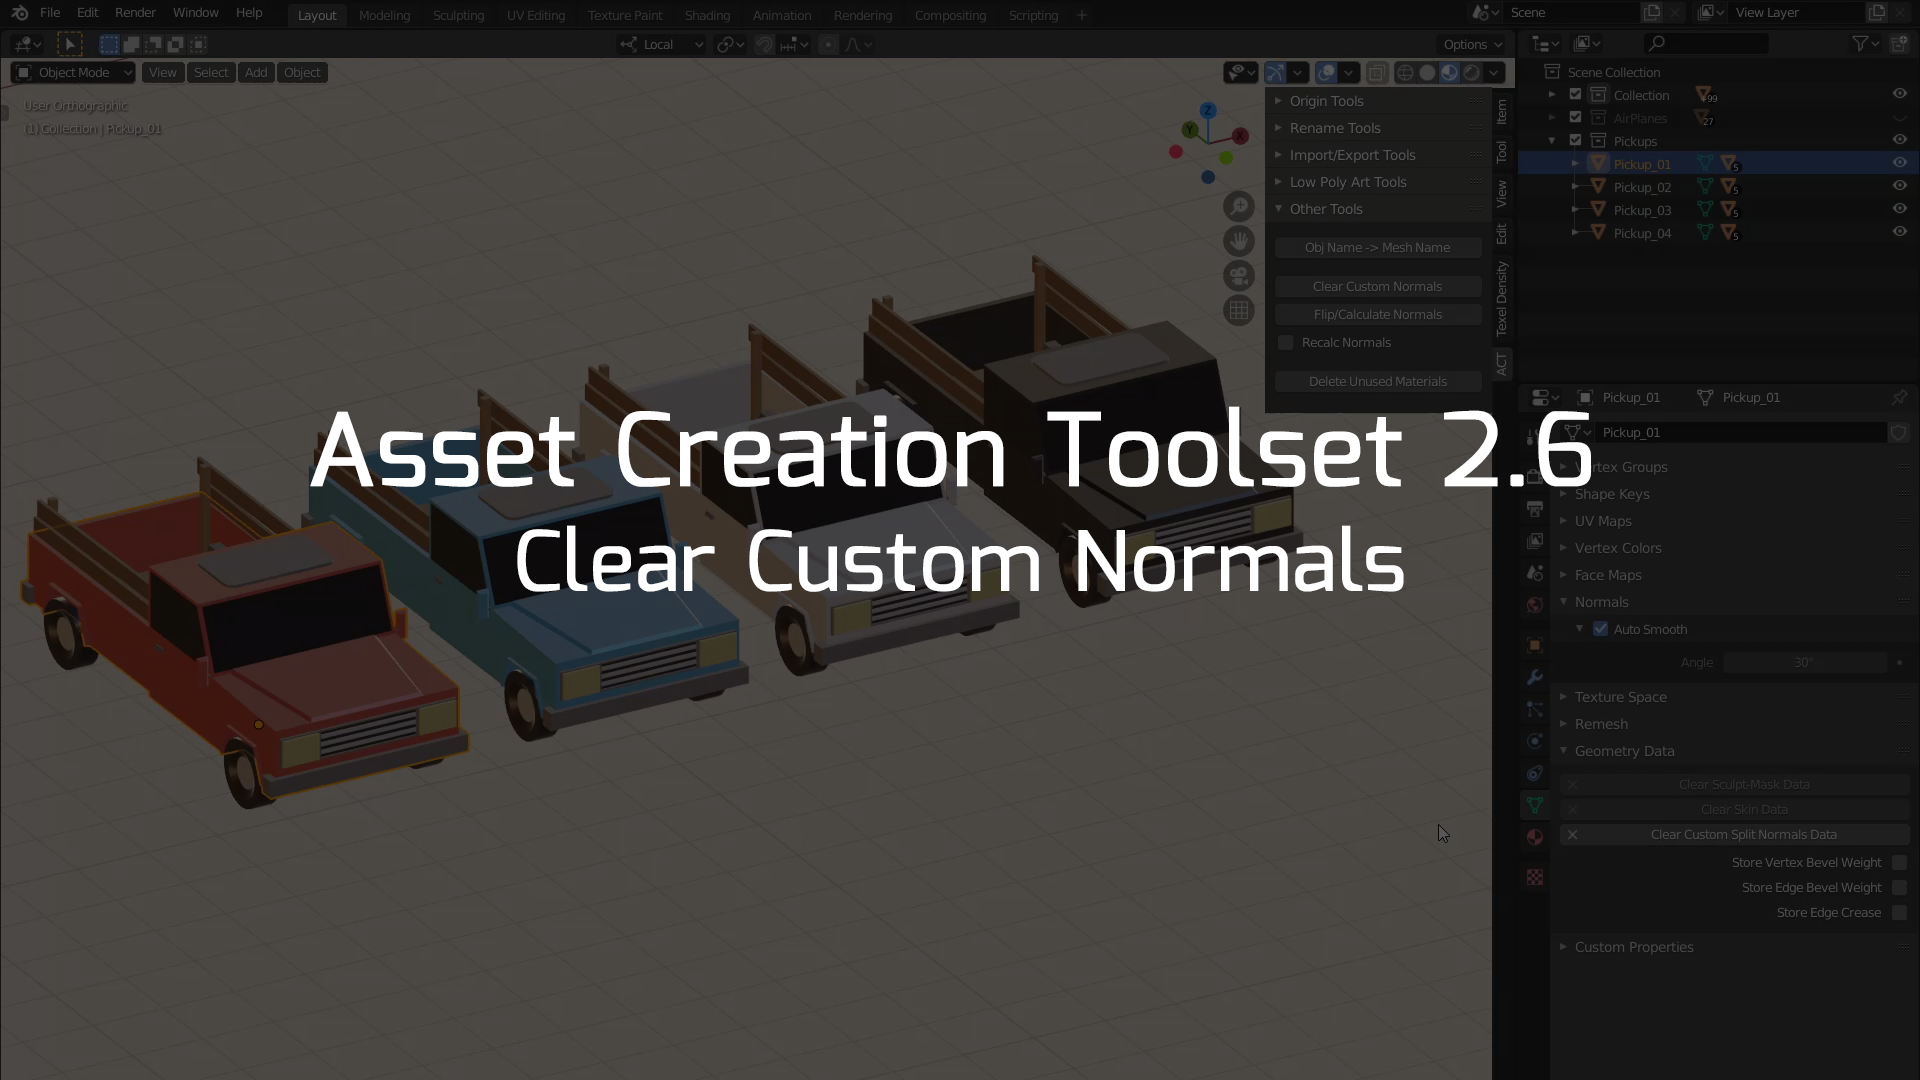 File Edit Render Window Help Layout Modeling Sculpting UV Editing Texture Paint Shading Animation Rendering Compositing Scripting + Scene View Layer
Local Options
Object Mode View Select Add Object
User Orthographic
(1) Collection | Pickup_01
Z
Y
X
Origin Tools
Rename Tools
Import/Export Tools
Low Poly Art Tools
Other Tools
Obj Name -> Mesh Name
Clear Custom Normals
Flip/Calculate Normals
Recalc Normals
Delete Unused Materials
Item
Tool
View
Edit
Texel Density
ACT
Scene Collection
Collection +99
AirPlanes 27
Pickups
Pickup_01 5
Pickup_02 5
Pickup_03 5
Pickup_04 5
Asset Creation Toolset 2.6
Clear Custom Normals
Pickup_01 Pickup_01
Pickup_01
Vertex Groups
Shape Keys
UV Maps
Vertex Colors
Face Maps
Normals
Auto Smooth
Angle 30°
Texture Space
Remesh
Geometry Data
Clear Sculpt-Mask Data
Clear Skin Data
Clear Custom Split Normals Data
Store Vertex Bevel Weight
Store Edge Bevel Weight
Store Edge Crease
Custom Properties